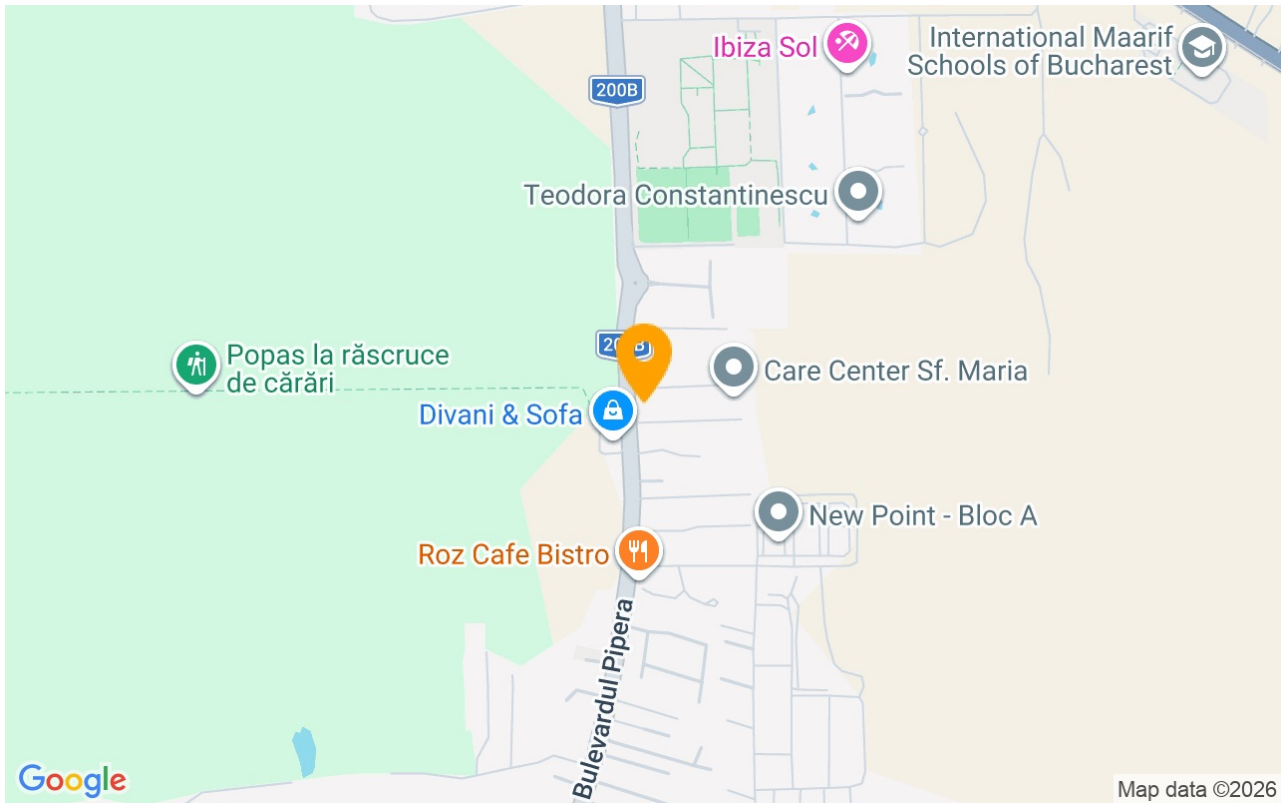 Ibiza Sol
International Maarif
Schools of Bucharest
200B
Teodora Constantinescu
Popas la răscruce
de cărări
Care Center Sf. Maria
Divani & Sofa
New Point - Bloc A
Roz Cafe Bistro
Bulevardul Pipera
Google
Map data ©2026